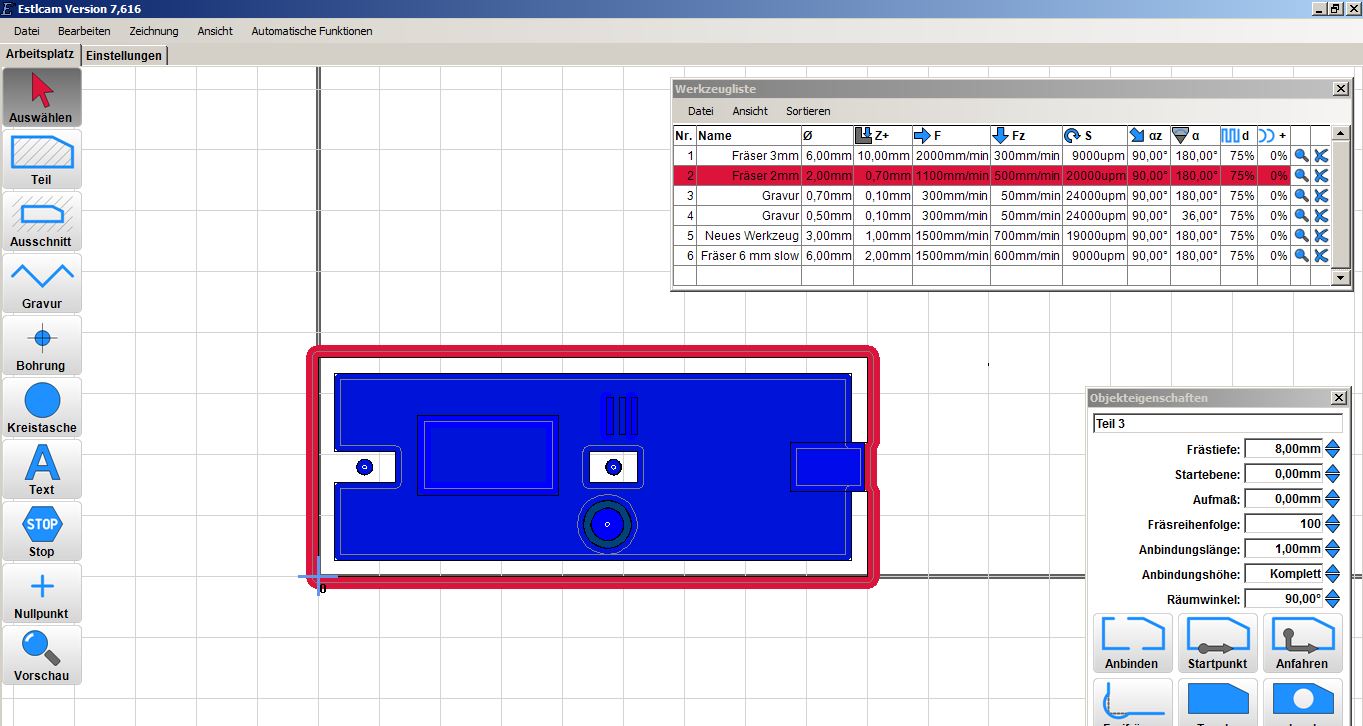 Estlcam Version 7,616
Datei Bearbeiten Zeichnung Ansicht Automatische Funktionen
Arbeitsplatz Einstellungen
Auswählen
Teil
Ausschnitt
Gravur
Bohrung
Kreistasche
A
Text
STOP
Stop
Nullpunkt
Vorschau
0
Werkzeugliste
Datei Ansicht Sortieren
Nr. Name Ø Z+ F Fz S αz α d +
1 Fräser 3mm 6,00mm 10,00mm 2000mm/min 300mm/min 9000upm 90,00° 180,00° 75% 0%
2 Fräser 2mm 2,00mm 0,70mm 1100mm/min 500mm/min 20000upm 90,00° 180,00° 75% 0%
3 Gravur 0,70mm 0,10mm 300mm/min 50mm/min 24000upm 90,00° 180,00° 75% 0%
4 Gravur 0,50mm 0,10mm 300mm/min 50mm/min 24000upm 90,00° 36,00° 75% 0%
5 Neues Werkzeug 3,00mm 1,00mm 1500mm/min 700mm/min 19000upm 90,00° 180,00° 75% 0%
6 Fräser 6 mm slow 6,00mm 2,00mm 1500mm/min 600mm/min 9000upm 90,00° 180,00° 75% 0%
Objekteigenschaften
Teil 3
Frästiefe: 8,00mm
Startebene: 0,00mm
Aufmaß: 0,00mm
Fräsreihenfolge: 100
Anbindungslänge: 1,00mm
Anbindungshöhe: Komplett
Räumwinkel: 90,00°
Anbinden Startpunkt Anfahren